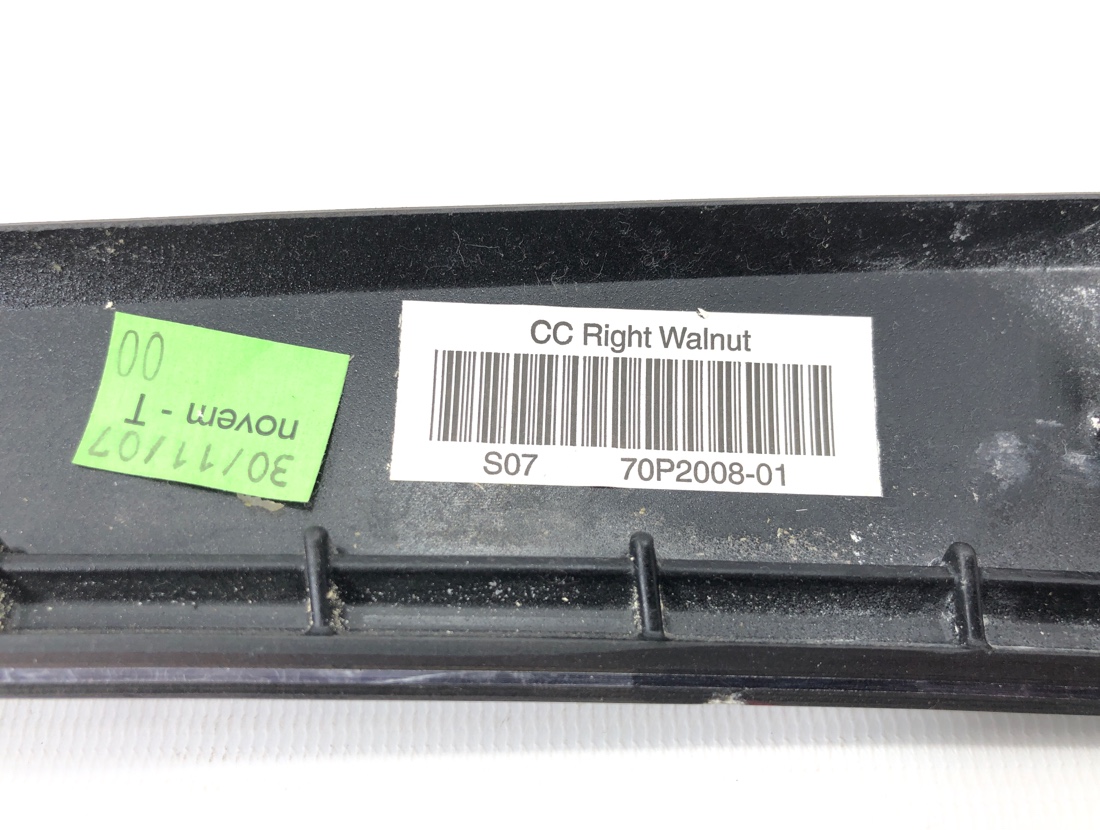 CC Right Walnut
S07 70P2008-01
30/11/07
novem - T
00